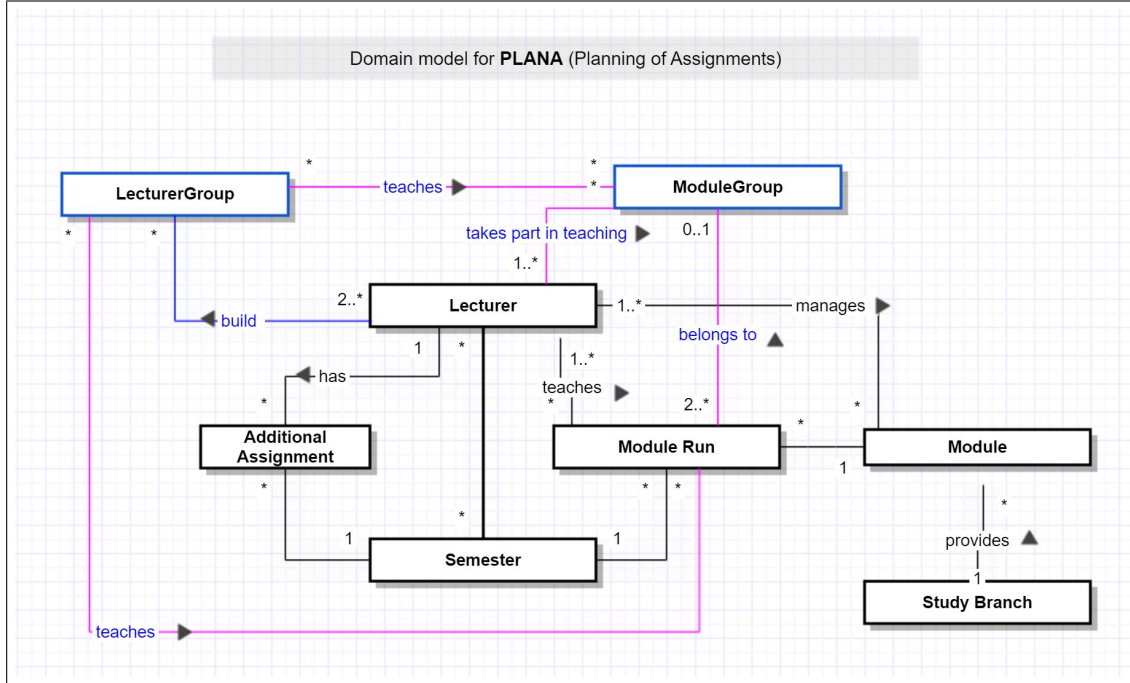 Domain model for PLANA (Planning of Assignments)
* *
LecturerGroup teaches * ModuleGroup
* * takes part in teaching 0..1
1..*
2..* Lecturer 1..* manages
build belongs to
1 * 1..*
has teaches
* * 2..* * *
Additional
Assignment
Module Run Module
1
* * * *
* provides
1 Semester 1
1
Study Branch
teaches